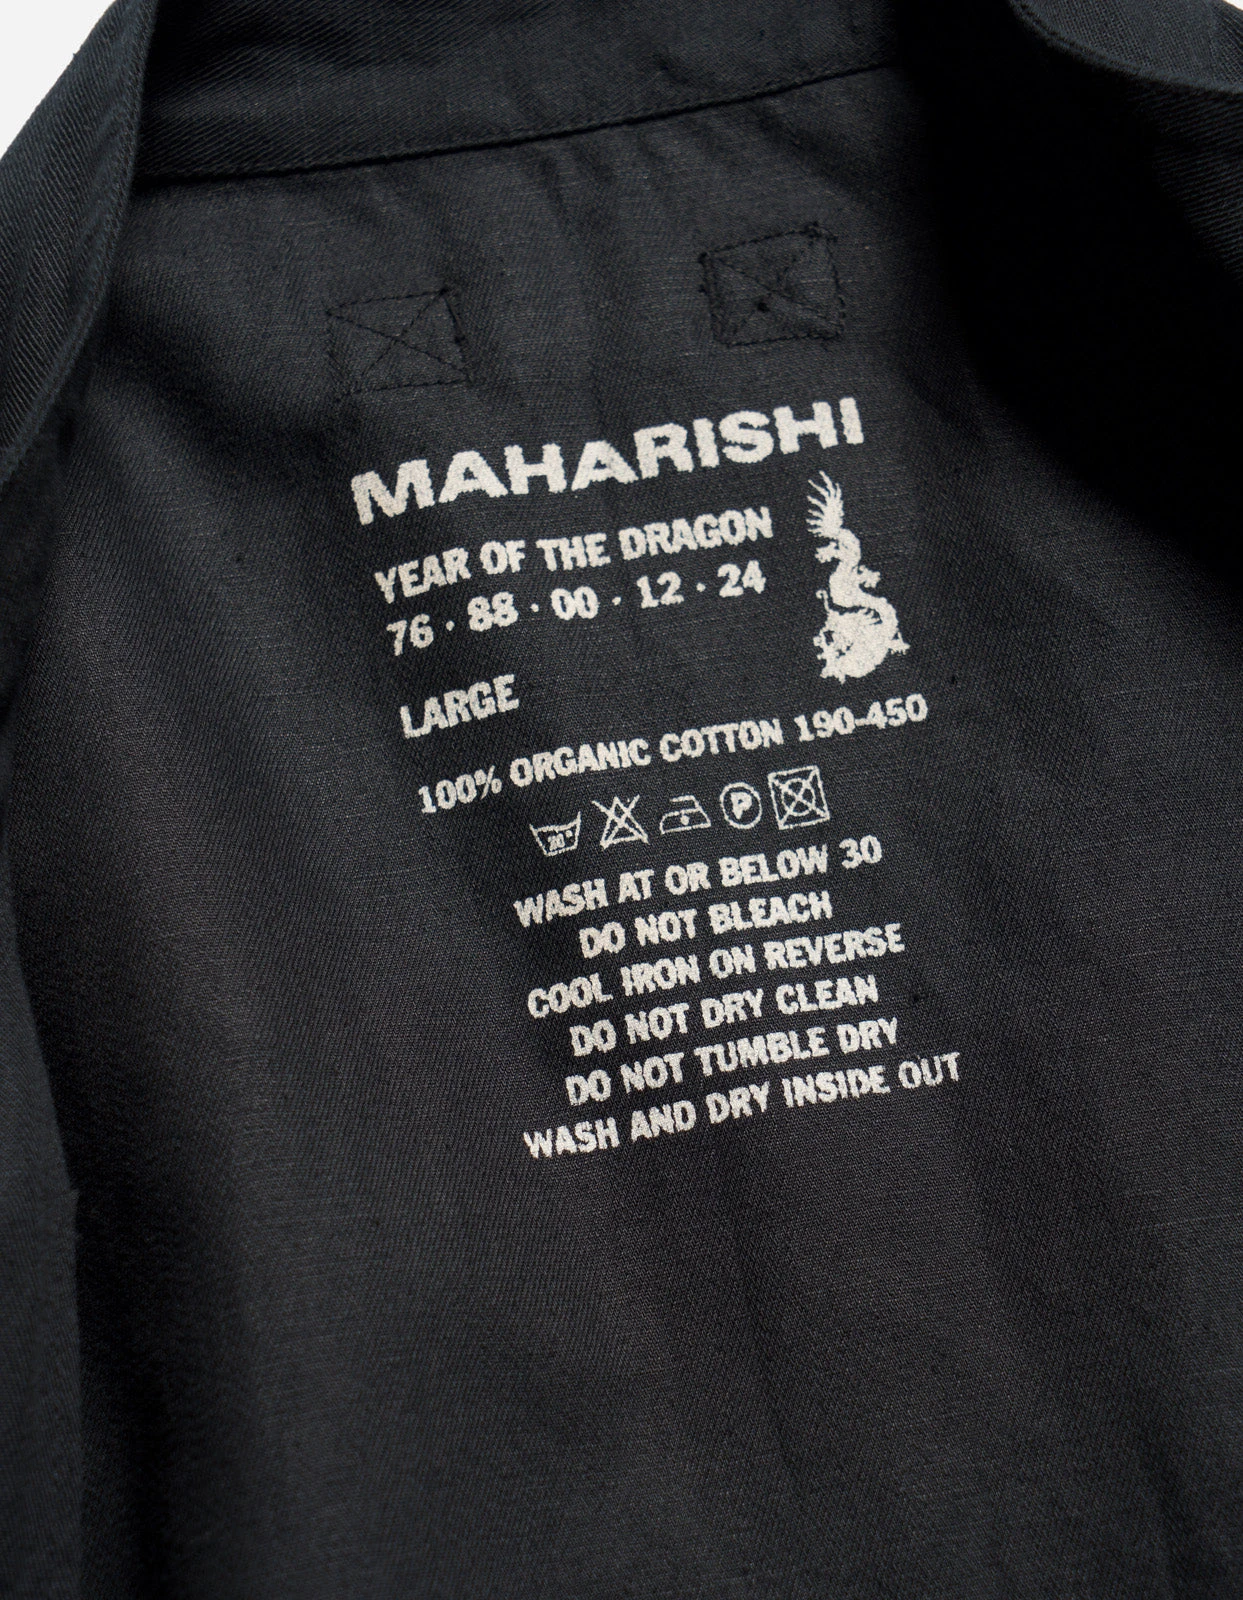 MAHARISHI
YEAR OF THE DRAGON
76 · 88 · 00 · 12 · 24
LARGE
100% ORGANIC COTTON 190-450
30° P
WASH AT OR BELOW 30
DO NOT BLEACH
COOL IRON ON REVERSE
DO NOT DRY CLEAN
DO NOT TUMBLE DRY
WASH AND DRY INSIDE OUT